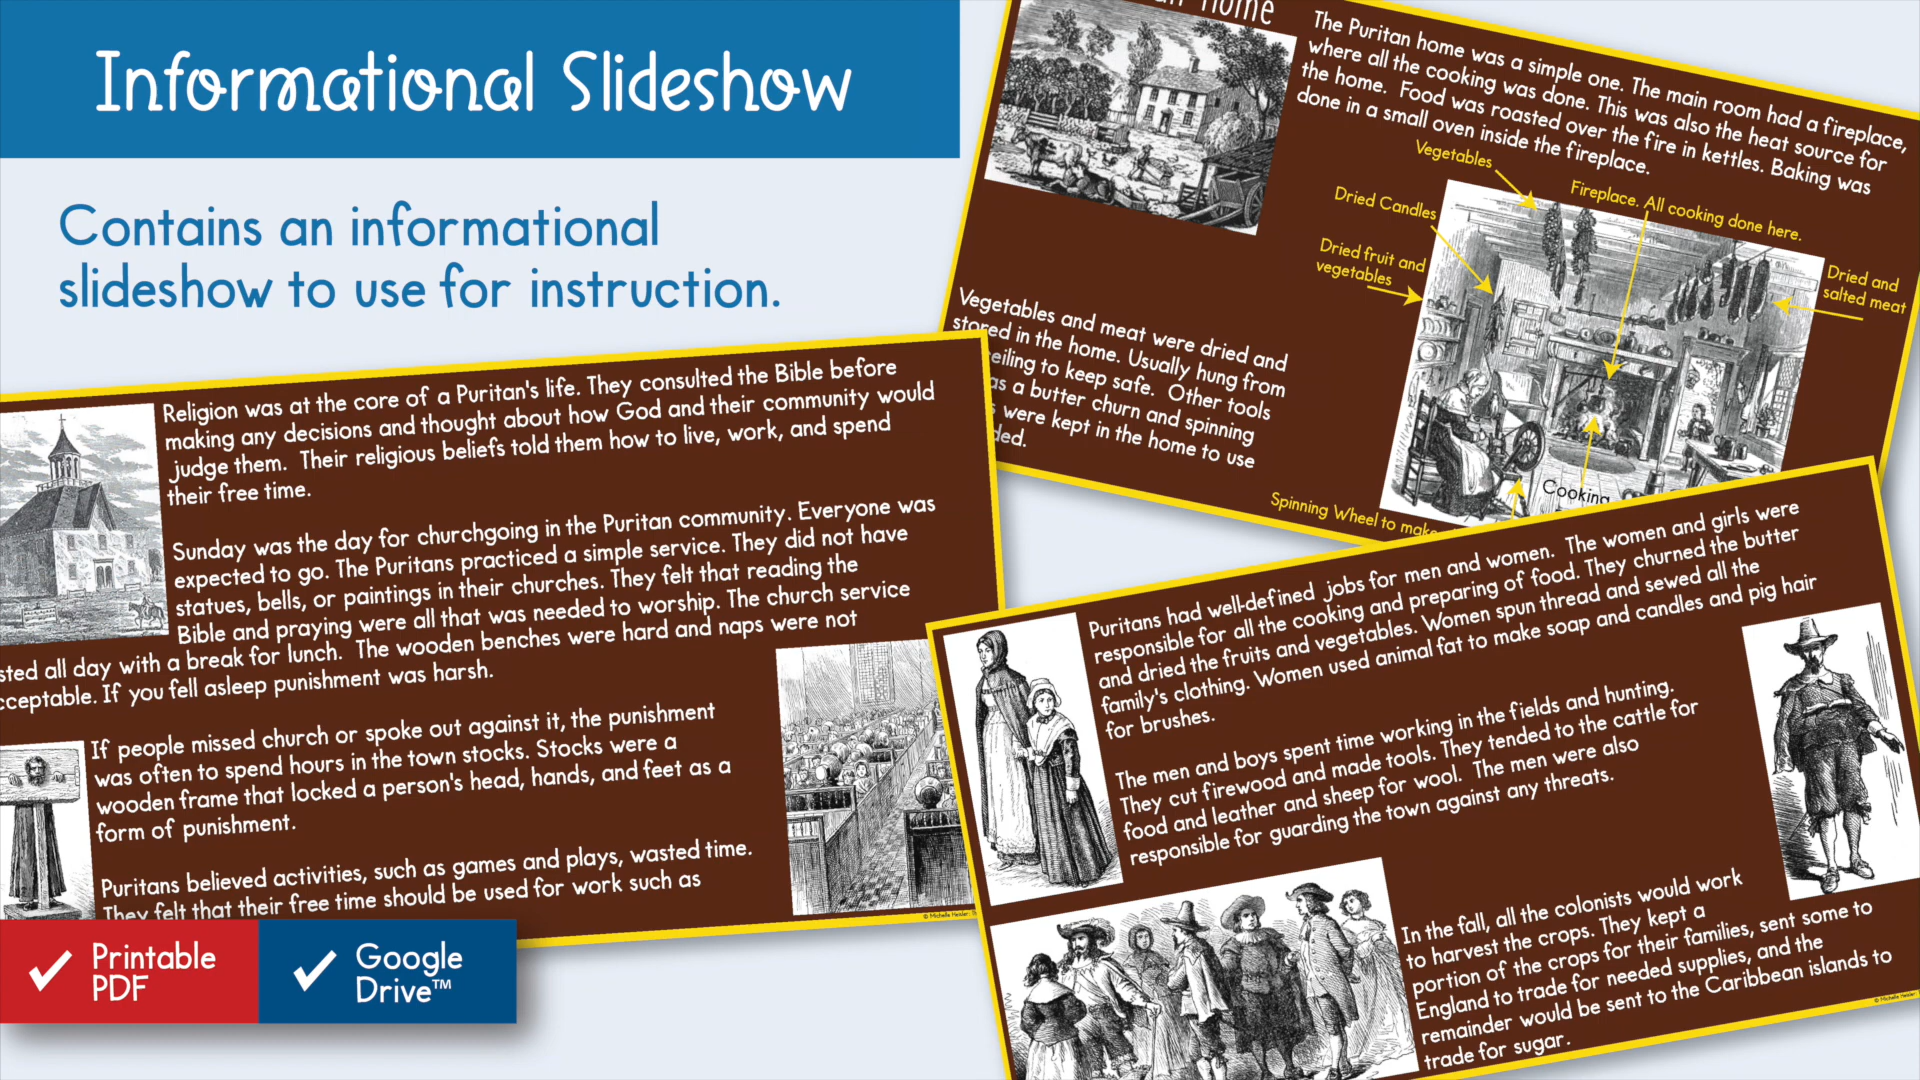 Informational Slideshow
Contains an informational
slideshow to use for instruction.
Home
The Puritan home was a simple one. The main room had a fireplace,
where all the cooking was done. This was also the heat source for
the home. Food was roasted over the fire in kettles. Baking was
done in a small oven inside the fireplace.
Vegetables
Fireplace. All cooking done here.
Dried Candles
Dried fruit and
vegetables
Dried and
salted meat
Vegetables and meat were dried and
stored in the home. Usually hung from
eiling to keep safe. Other tools
as a butter churn and spinning
were kept in the home to use
ded.
Cooking
Spinning Wheel to make
Religion was at the core of a Puritan's life. They consulted the Bible before
making any decisions and thought about how God and their community would
judge them. Their religious beliefs told them how to live, work, and spend
their free time.
Sunday was the day for churchgoing in the Puritan community. Everyone was
expected to go. The Puritans practiced a simple service. They did not have
statues, bells, or paintings in their churches. They felt that reading the
Bible and praying were all that was needed to worship. The church service
sted all day with a break for lunch. The wooden benches were hard and naps were not
cceptable. If you fell asleep punishment was harsh.
If people missed church or spoke out against it, the punishment
was often to spend hours in the town stocks. Stocks were a
wooden frame that locked a person's head, hands, and feet as a
form of punishment.
Puritans believed activities, such as games and plays, wasted time.
They felt that their free time should be used for work such as
Puritans had well-defined jobs for men and women. The women and girls were
responsible for all the cooking and preparing of food. They churned the butter
and dried the fruits and vegetables. Women spun thread and sewed all the
family's clothing. Women used animal fat to make soap and candles and pig hair
for brushes.
The men and boys spent time working in the fields and hunting.
They cut firewood and made tools. They tended to the cattle for
food and leather and sheep for wool. The men were also
responsible for guarding the town against any threats.
In the fall, all the colonists would work
to harvest the crops. They kept a
portion of the crops for their families, sent some to
England to trade for needed supplies, and the
remainder would be sent to the Caribbean islands to
trade for sugar.
Printable
PDF
Google
Drive™